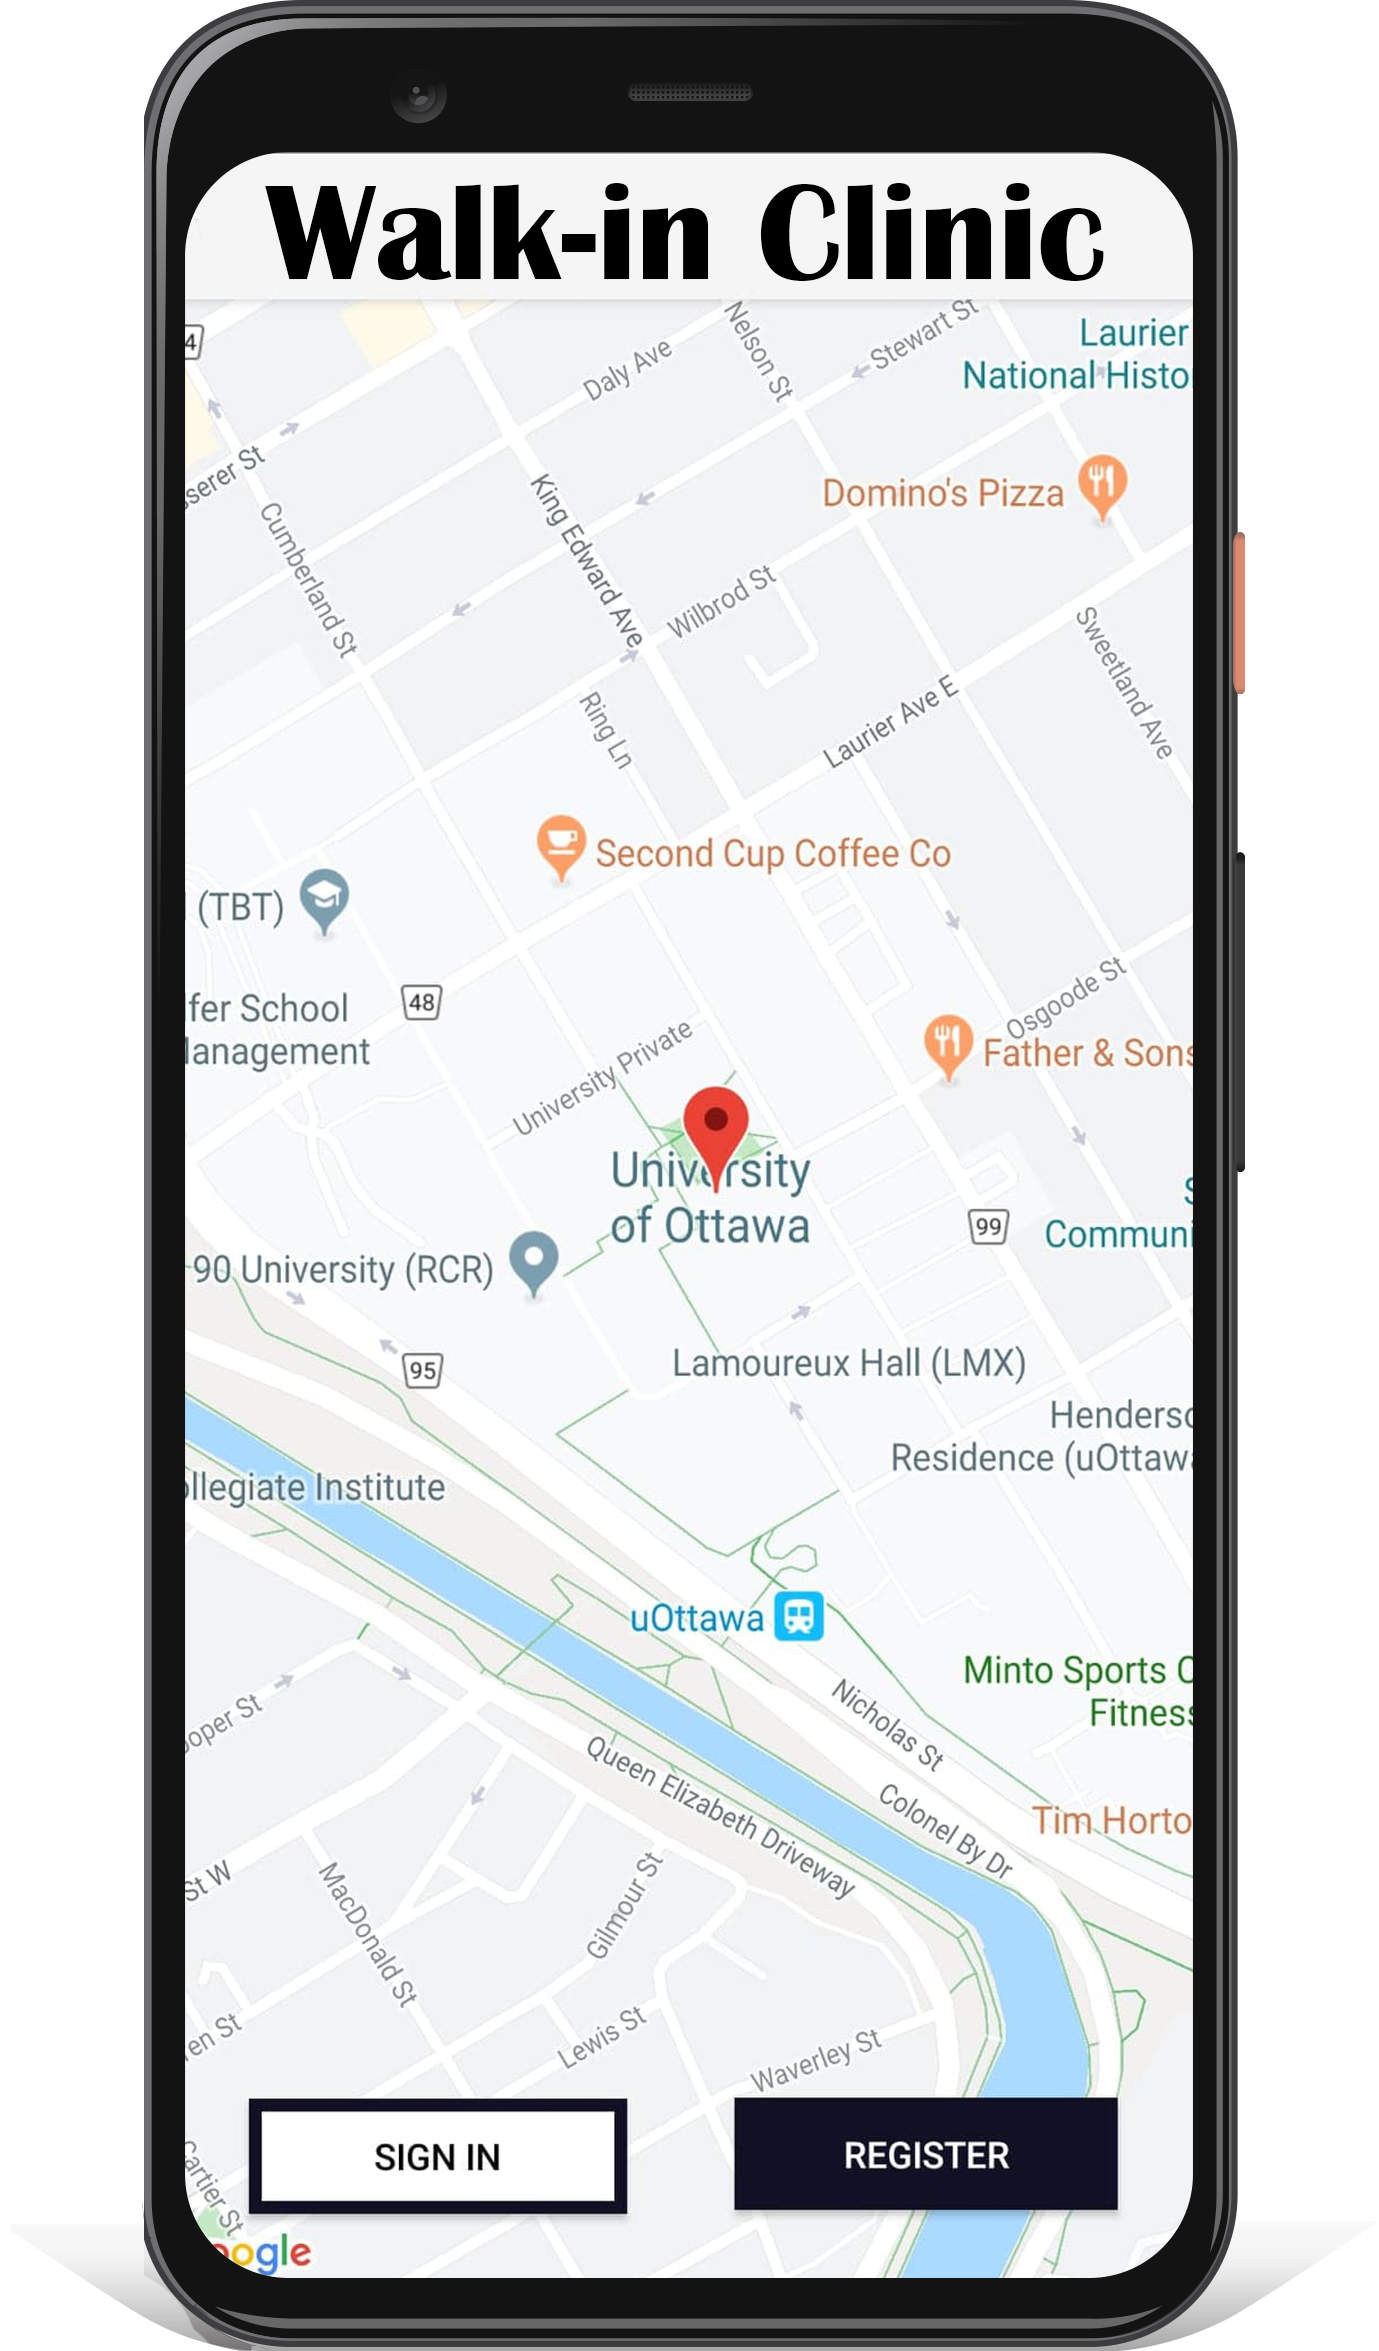 Walk-in Clinic
4
Daly Ave
Nelson St
Stewart St
Laurier
National Histo
sserer St
Cumberland St
King Edward Ave
Domino's Pizza
Wilbrod St
Ring Ln
Laurier Ave E
Sweetland Ave
Second Cup Coffee Co
(TBT)
fer School
anagement
48
University Private
Osgoode St
Father & Sons
University
of Ottawa
99
Communi
90 University (RCR)
95
Lamoureux Hall (LMX)
Henderso
Residence (uOttawa
llegiate Institute
uOttawa
Minto Sports C
Fitness
Nicholas St
Colonel By Dr
Queen Elizabeth Driveway
Tim Horto
ooper St
St W
MacDonald St
Gilmour St
en St
Lewis St
Waverley St
Cartier St
SIGN IN
REGISTER
oogle